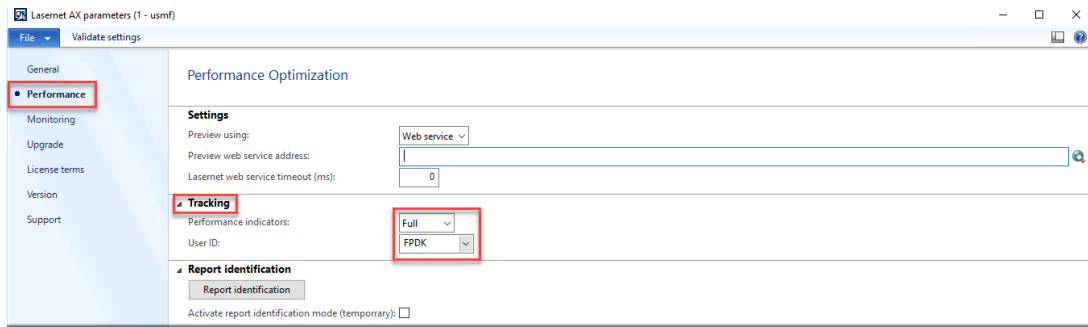 Lasernet AX parameters (1 - usmf)
File Validate settings
General
Performance
Monitoring
Upgrade
License terms
Version
Support
Performance Optimization
Settings
Preview using: Web service
Preview web service address:
Lasernet web service timeout (ms): 0
Tracking
Performance indicators: Full
User ID: FPDK
Report identification
Report identification
Activate report identification mode (temporrary):